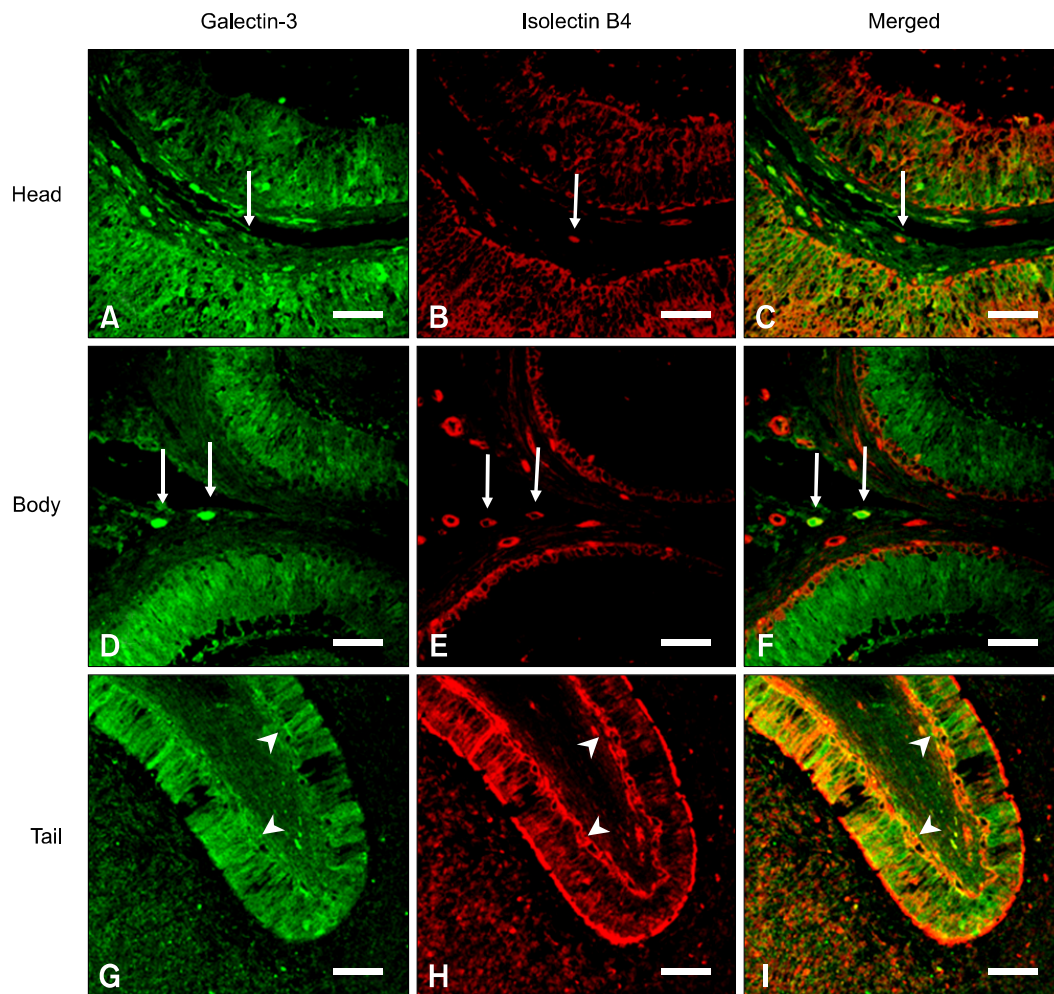 Galectin-3 Isolectin B4 Merged
Head
A B C
Body
D E F
Tail
G H I